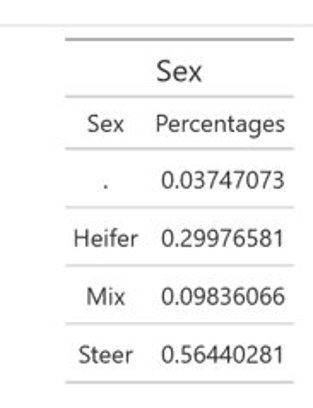 Sex
Sex Percentages
. 0.03747073
Heifer 0.29976581
Mix 0.09836066
Steer 0.56440281